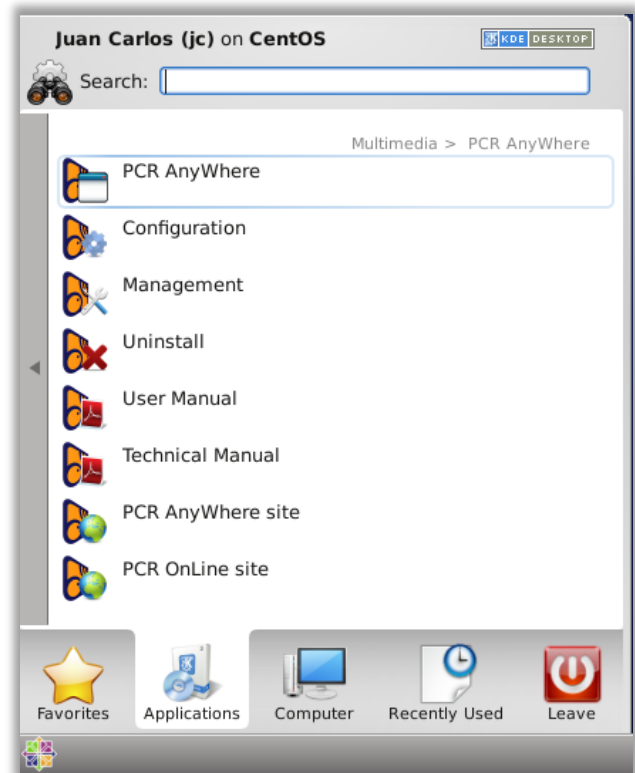 Juan Carlos (jc) on CentOS
KDE DESKTOP
Search:
Multimedia > PCR AnyWhere
PCR AnyWhere
Configuration
Management
Uninstall
User Manual
Technical Manual
PCR AnyWhere site
PCR OnLine site
Favorites Applications Computer Recently Used Leave